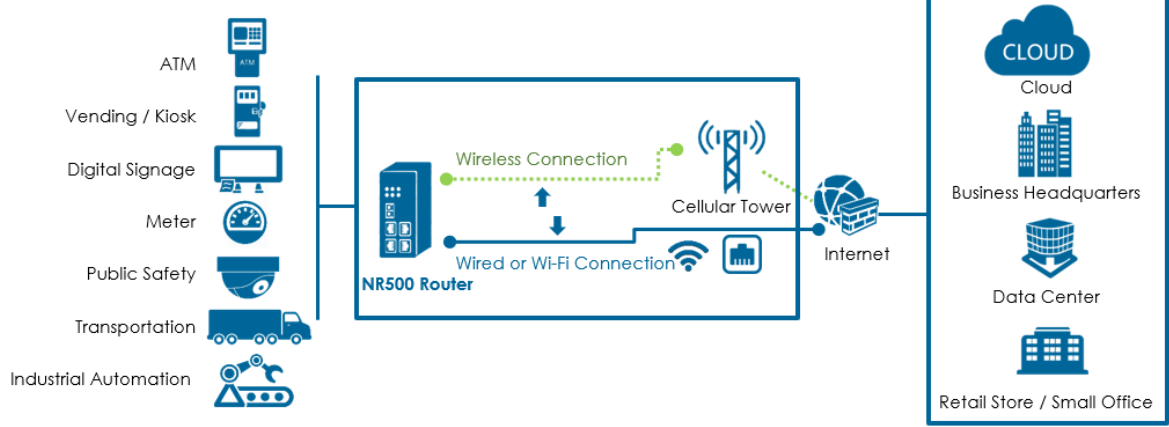 ATM
ATM
Vending / Kiosk
Digital Signage
Meter
Public Safety
Transportation
Industrial Automation
Wireless Connection
Wired or Wi-Fi Connection
NR500 Router
Cellular Tower
Internet
CLOUD
Cloud
Business Headquarters
Data Center
Retail Store / Small Office